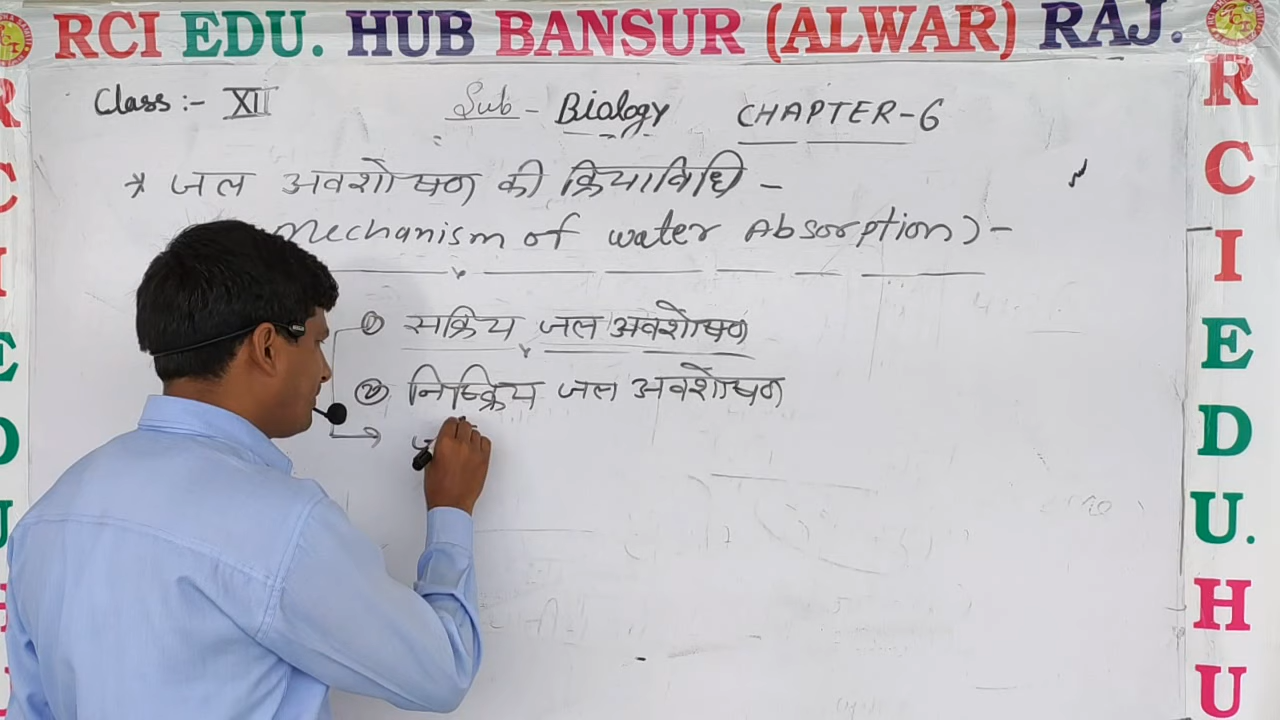 RCI EDU. HUB BANSUR (ALWAR) RAJ.
Class :- XII Sub - Biology CHAPTER-6
* जल अवशोषण की क्रियाविधि -
Mechanism of water Absorption) -
① सक्रिय जल अवशोषण
② निष्क्रिय जल अवशोषण
R
C
I
E
D
U.
H
U
R
C
I
E
D
U